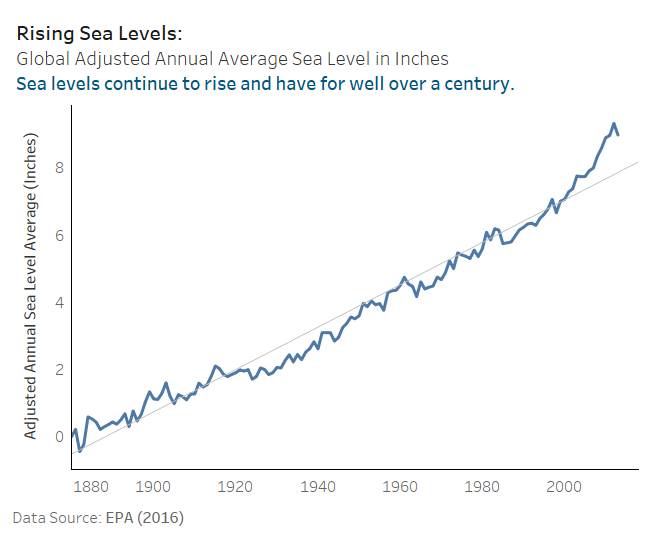 Rising Sea Levels:
Global Adjusted Annual Average Sea Level in Inches
Sea levels continue to rise and have for well over a century.
Adjusted Annual Sea Level Average (Inches)
8
6
4
2
0
1880 1900 1920 1940 1960 1980 2000
Data Source: EPA (2016)